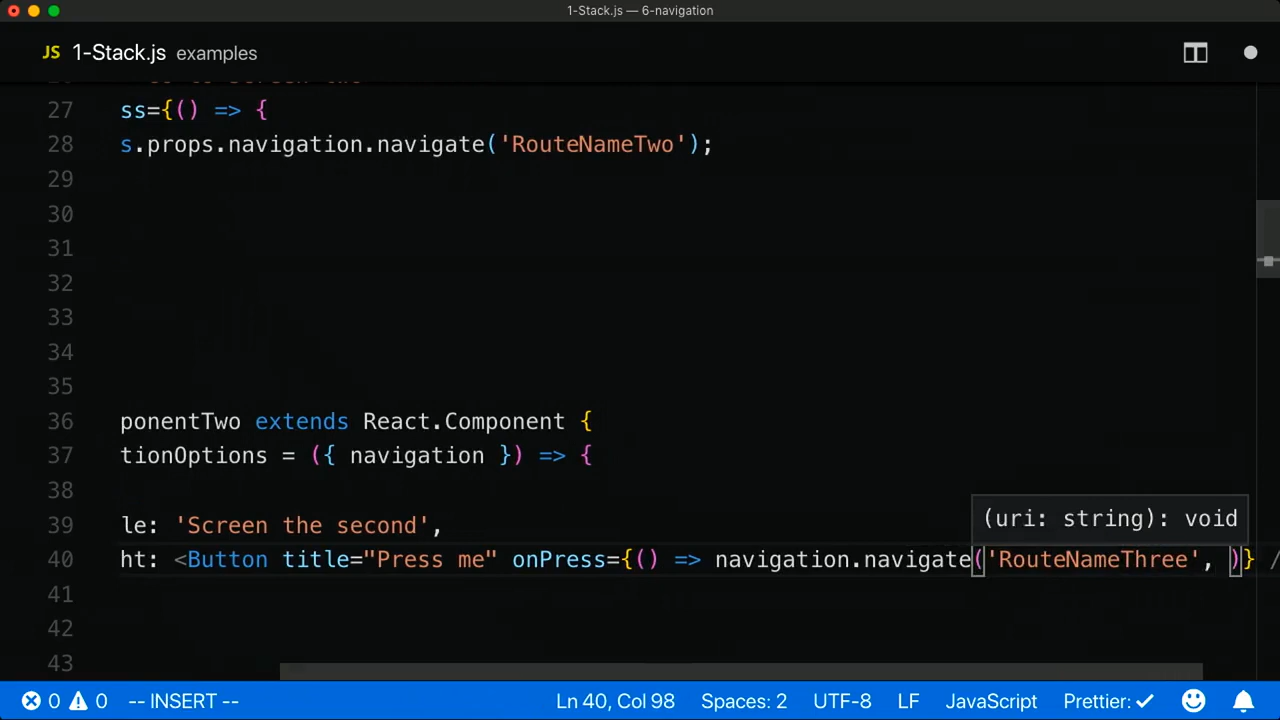 1-Stack.js — 6-navigation
JS 1-Stack.js examples
27 ss={() => {
28 s.props.navigation.navigate('RouteNameTwo');
29
30
31
32
33
34
35
36 ponentTwo extends React.Component {
37 tionOptions = ({ navigation }) => {
38
(uri: string): void
39 le: 'Screen the second',
40 ht: <Button title="Press me" onPress={() => navigation.navigate('RouteNameThree', )} /
41
42
43
0 0 -- INSERT -- Ln 40, Col 98 Spaces: 2 UTF-8 LF JavaScript Prettier: ✓